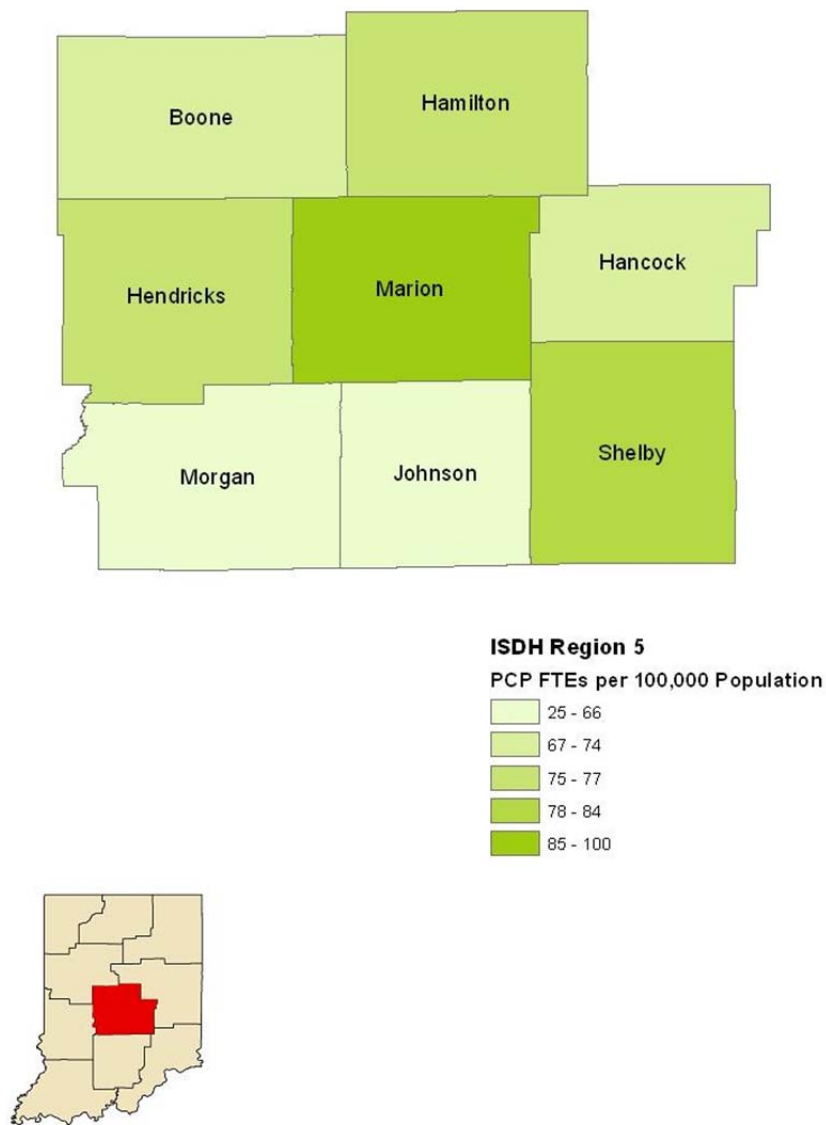 Boone
Hamilton
Hendricks
Marion
Hancock
Morgan
Johnson
Shelby
ISDH Region 5
PCP FTEs per 100,000 Population
25 - 66
67 - 74
75 - 77
78 - 84
85 - 100